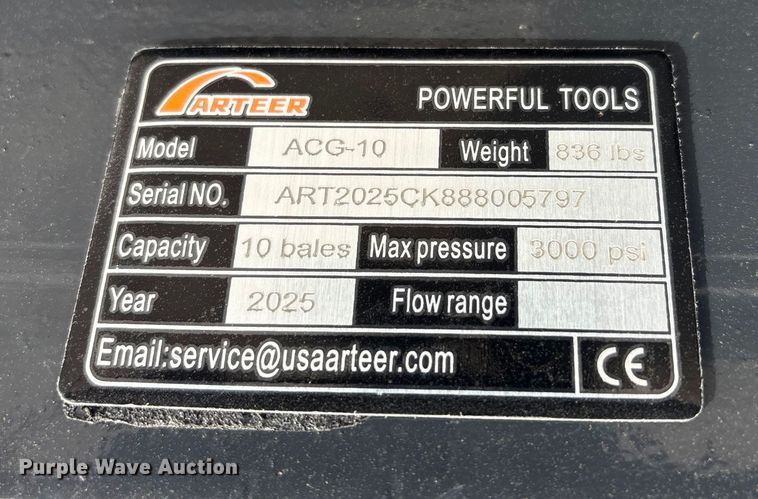 ARTEER POWERFUL TOOLS
Model ACG-10 Weight 836 lbs
Serial NO. ART2025CK888005797
Capacity 10 bales Max pressure 3000 psi
Year 2025 Flow range
Email:service@usaarteer.com CE
Purple Wave Auction